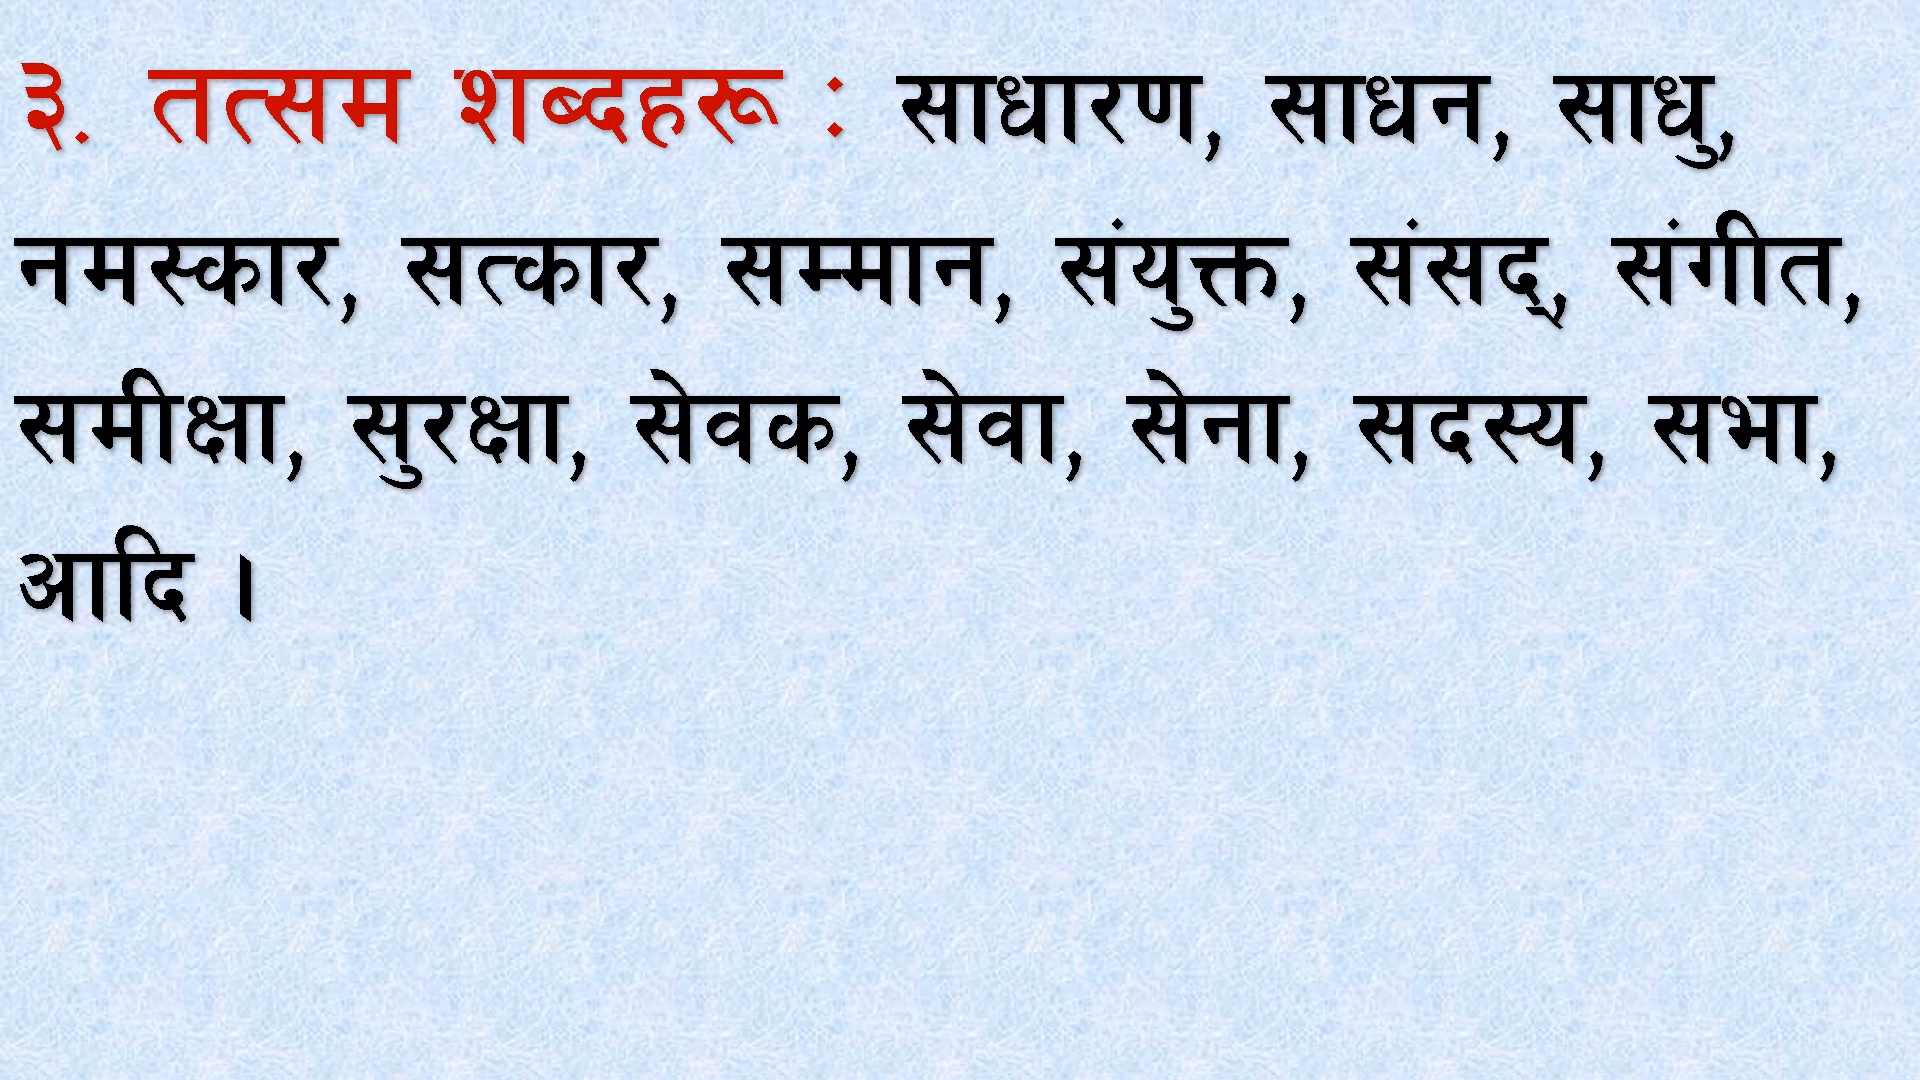 ३. तत्सम शब्दहरू : साधारण, साधन, साधु,
नमस्कार, सत्कार, सम्मान, संयुक्त, संसद्, संगीत,
समीक्षा, सुरक्षा, सेवक, सेवा, सेना, सदस्य, सभा,
आदि ।